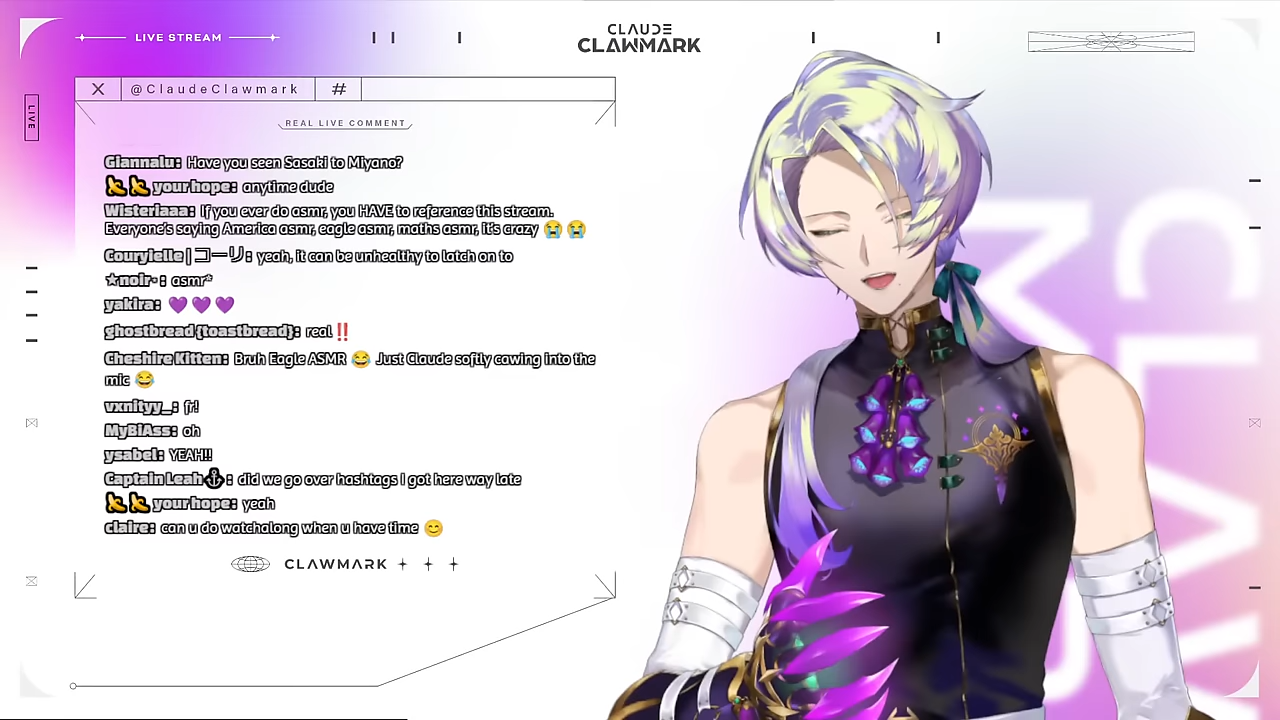 LIVE STREAM
CLAUDE
CLAWMARK
LIVE
X @ClaudeClawmark #
REAL LIVE COMMENT
Giannalu: Have you seen Sasaki to Miyano?
your hope: anytime dude
Wisteriaaa: If you ever do asmr, you HAVE to reference this stream.
Everyone's saying America asmr, eagle asmr, maths asmr, it's crazy 😭 😭
Couryielle | コーリ: yeah, it can be unhealthy to latch on to
★noir·: asmr*
yakira: 💜 💜 💜
ghostbread{toastbread}: real ‼️
Cheshire Kitten: Bruh Eagle ASMR 😂 Just Claude softly cawing into the
mic 😂
vxnityy_: fr!
MyBiAss: oh
ysabel: YEAH!!
Captain Leah⚓: did we go over hashtags I got here way late
your hope: yeah
claire: can u do watchalong when u have time 😊
CLAWMARK